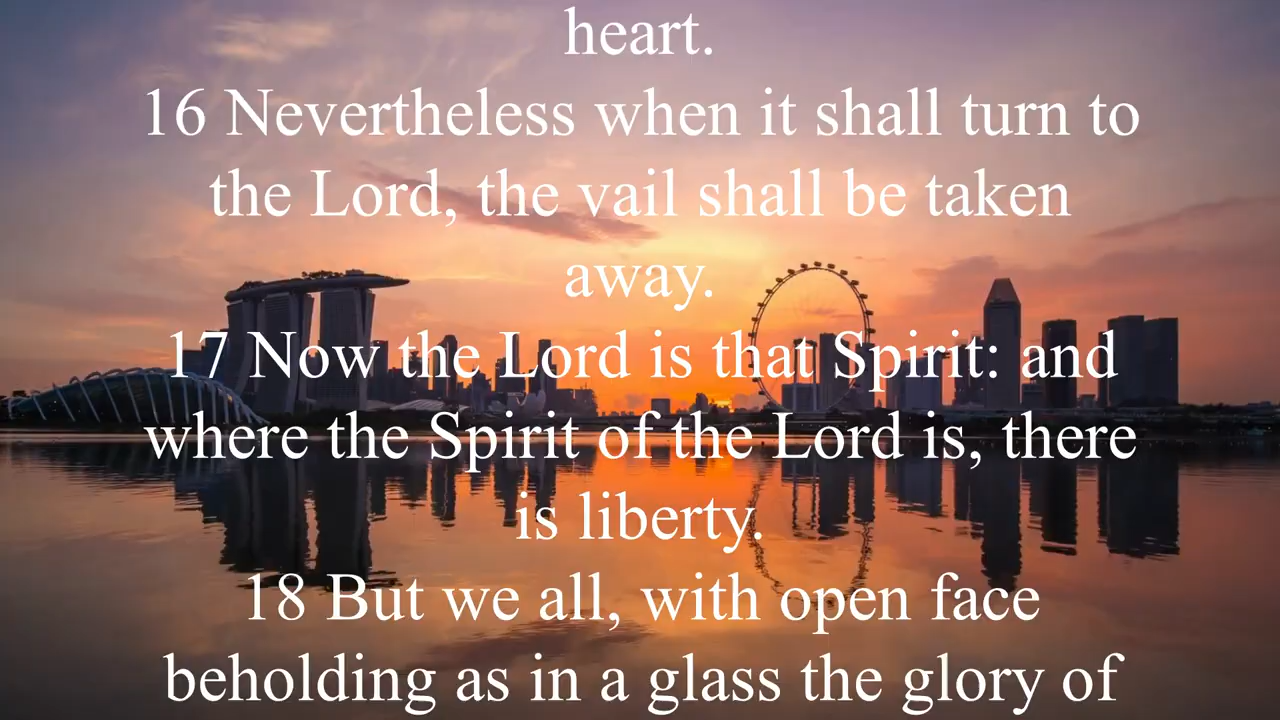 heart.
16 Nevertheless when it shall turn to
the Lord, the vail shall be taken
away.
17 Now the Lord is that Spirit: and
where the Spirit of the Lord is, there
is liberty.
18 But we all, with open face
beholding as in a glass the glory of